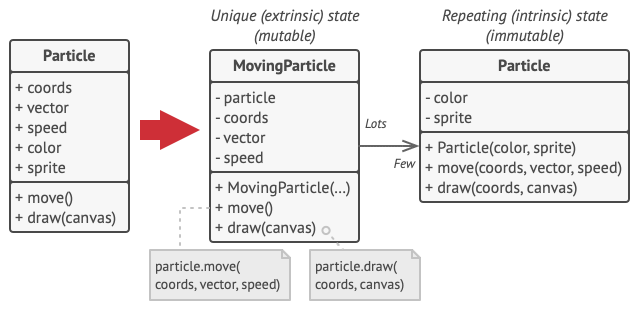 Unique (extrinsic) state
(mutable)
Repeating (intrinsic) state
(immutable)
Particle
+ coords
+ vector
+ speed
+ color
+ sprite
+ move()
+ draw(canvas)
MovingParticle
- particle
- coords
- vector
- speed
+ MovingParticle(...)
+ move()
+ draw(canvas)
Lots
Few
Particle
- color
- sprite
+ Particle(color, sprite)
+ move(coords, vector, speed)
+ draw(coords, canvas)
particle.move(
coords, vector, speed)
particle.draw(
coords, canvas)